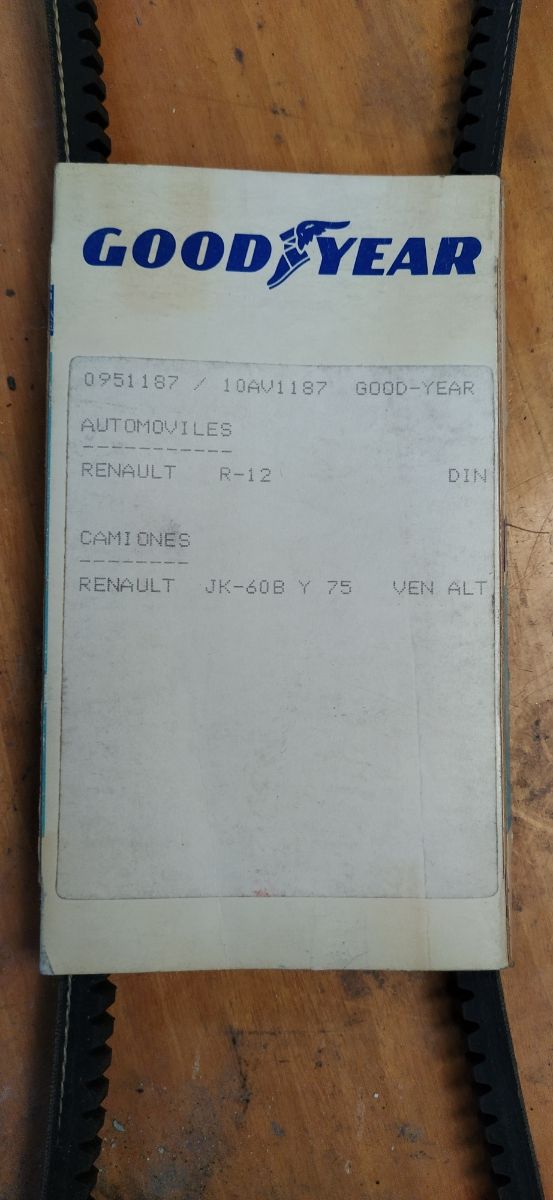 GOODYEAR
0951187 / 10AV1187 GOOD-YEAR
AUTOMOVILES
-----------
RENAULT R-12 DIN
CAMIONES
--------
RENAULT JK-60B Y 75 VEN ALT